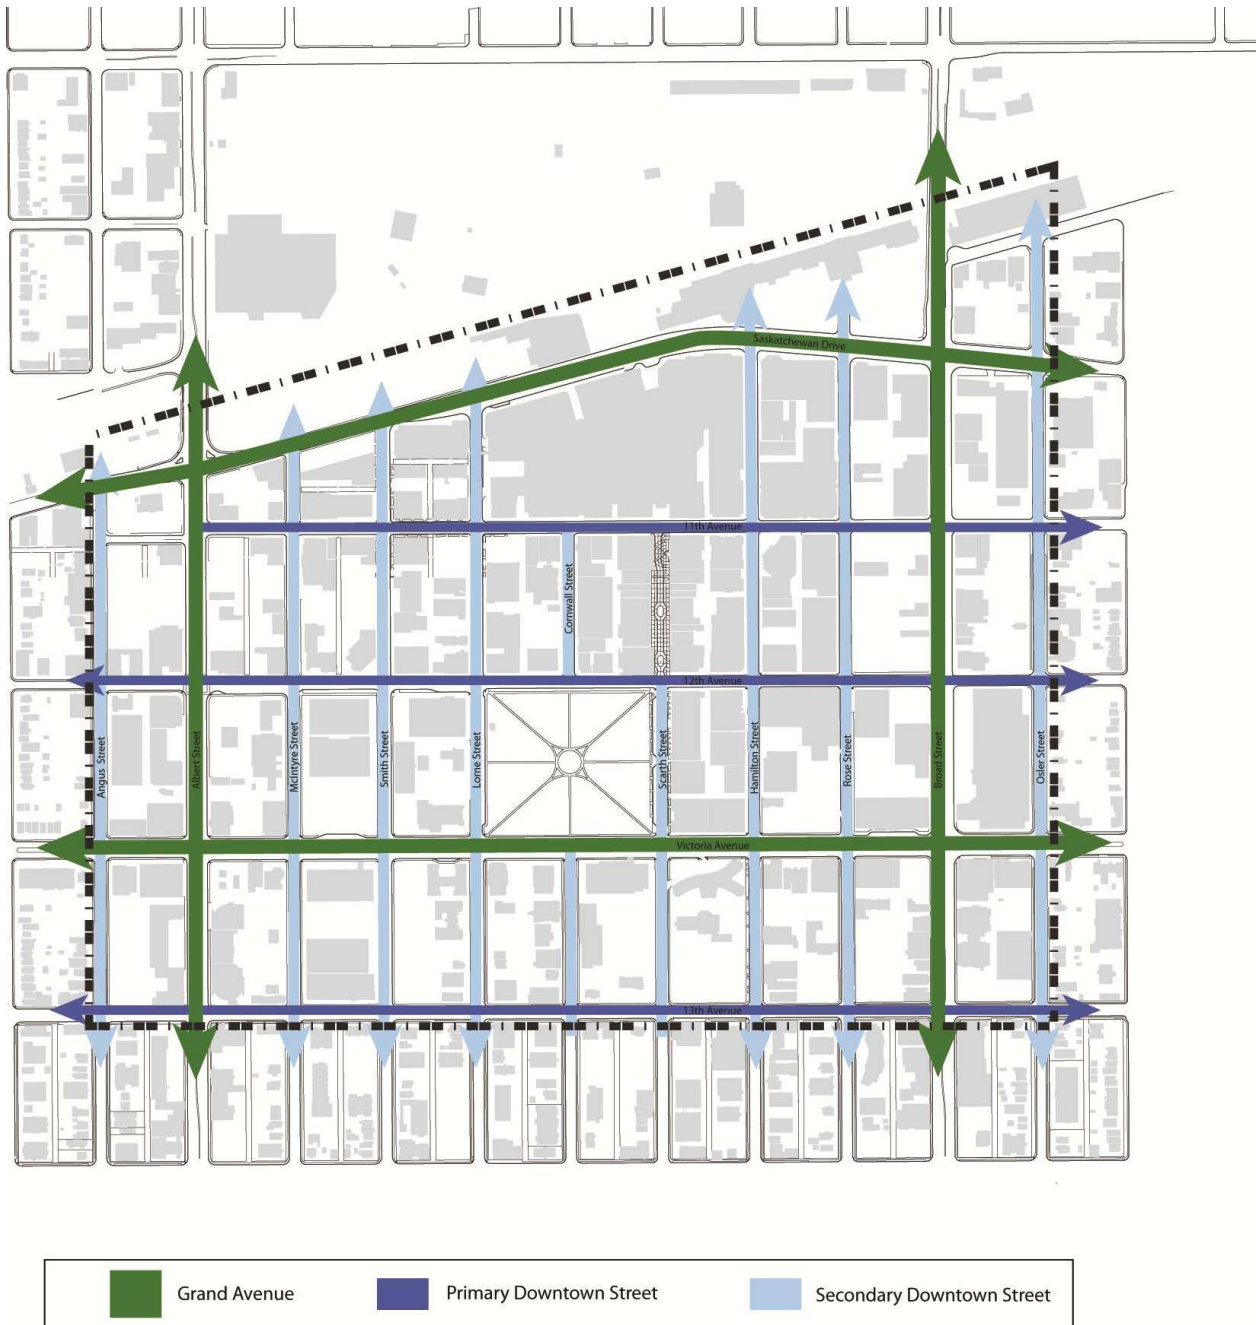 Saskatchewan Drive
11th Avenue
Cornwall Street
12th Avenue
Angus Street
Albert Street
McIntyre Street
Smith Street
Lorne Street
Scarth Street
Hamilton Street
Rose Street
Broad Street
Osler Street
Victoria Avenue
13th Avenue
Grand Avenue
Primary Downtown Street
Secondary Downtown Street